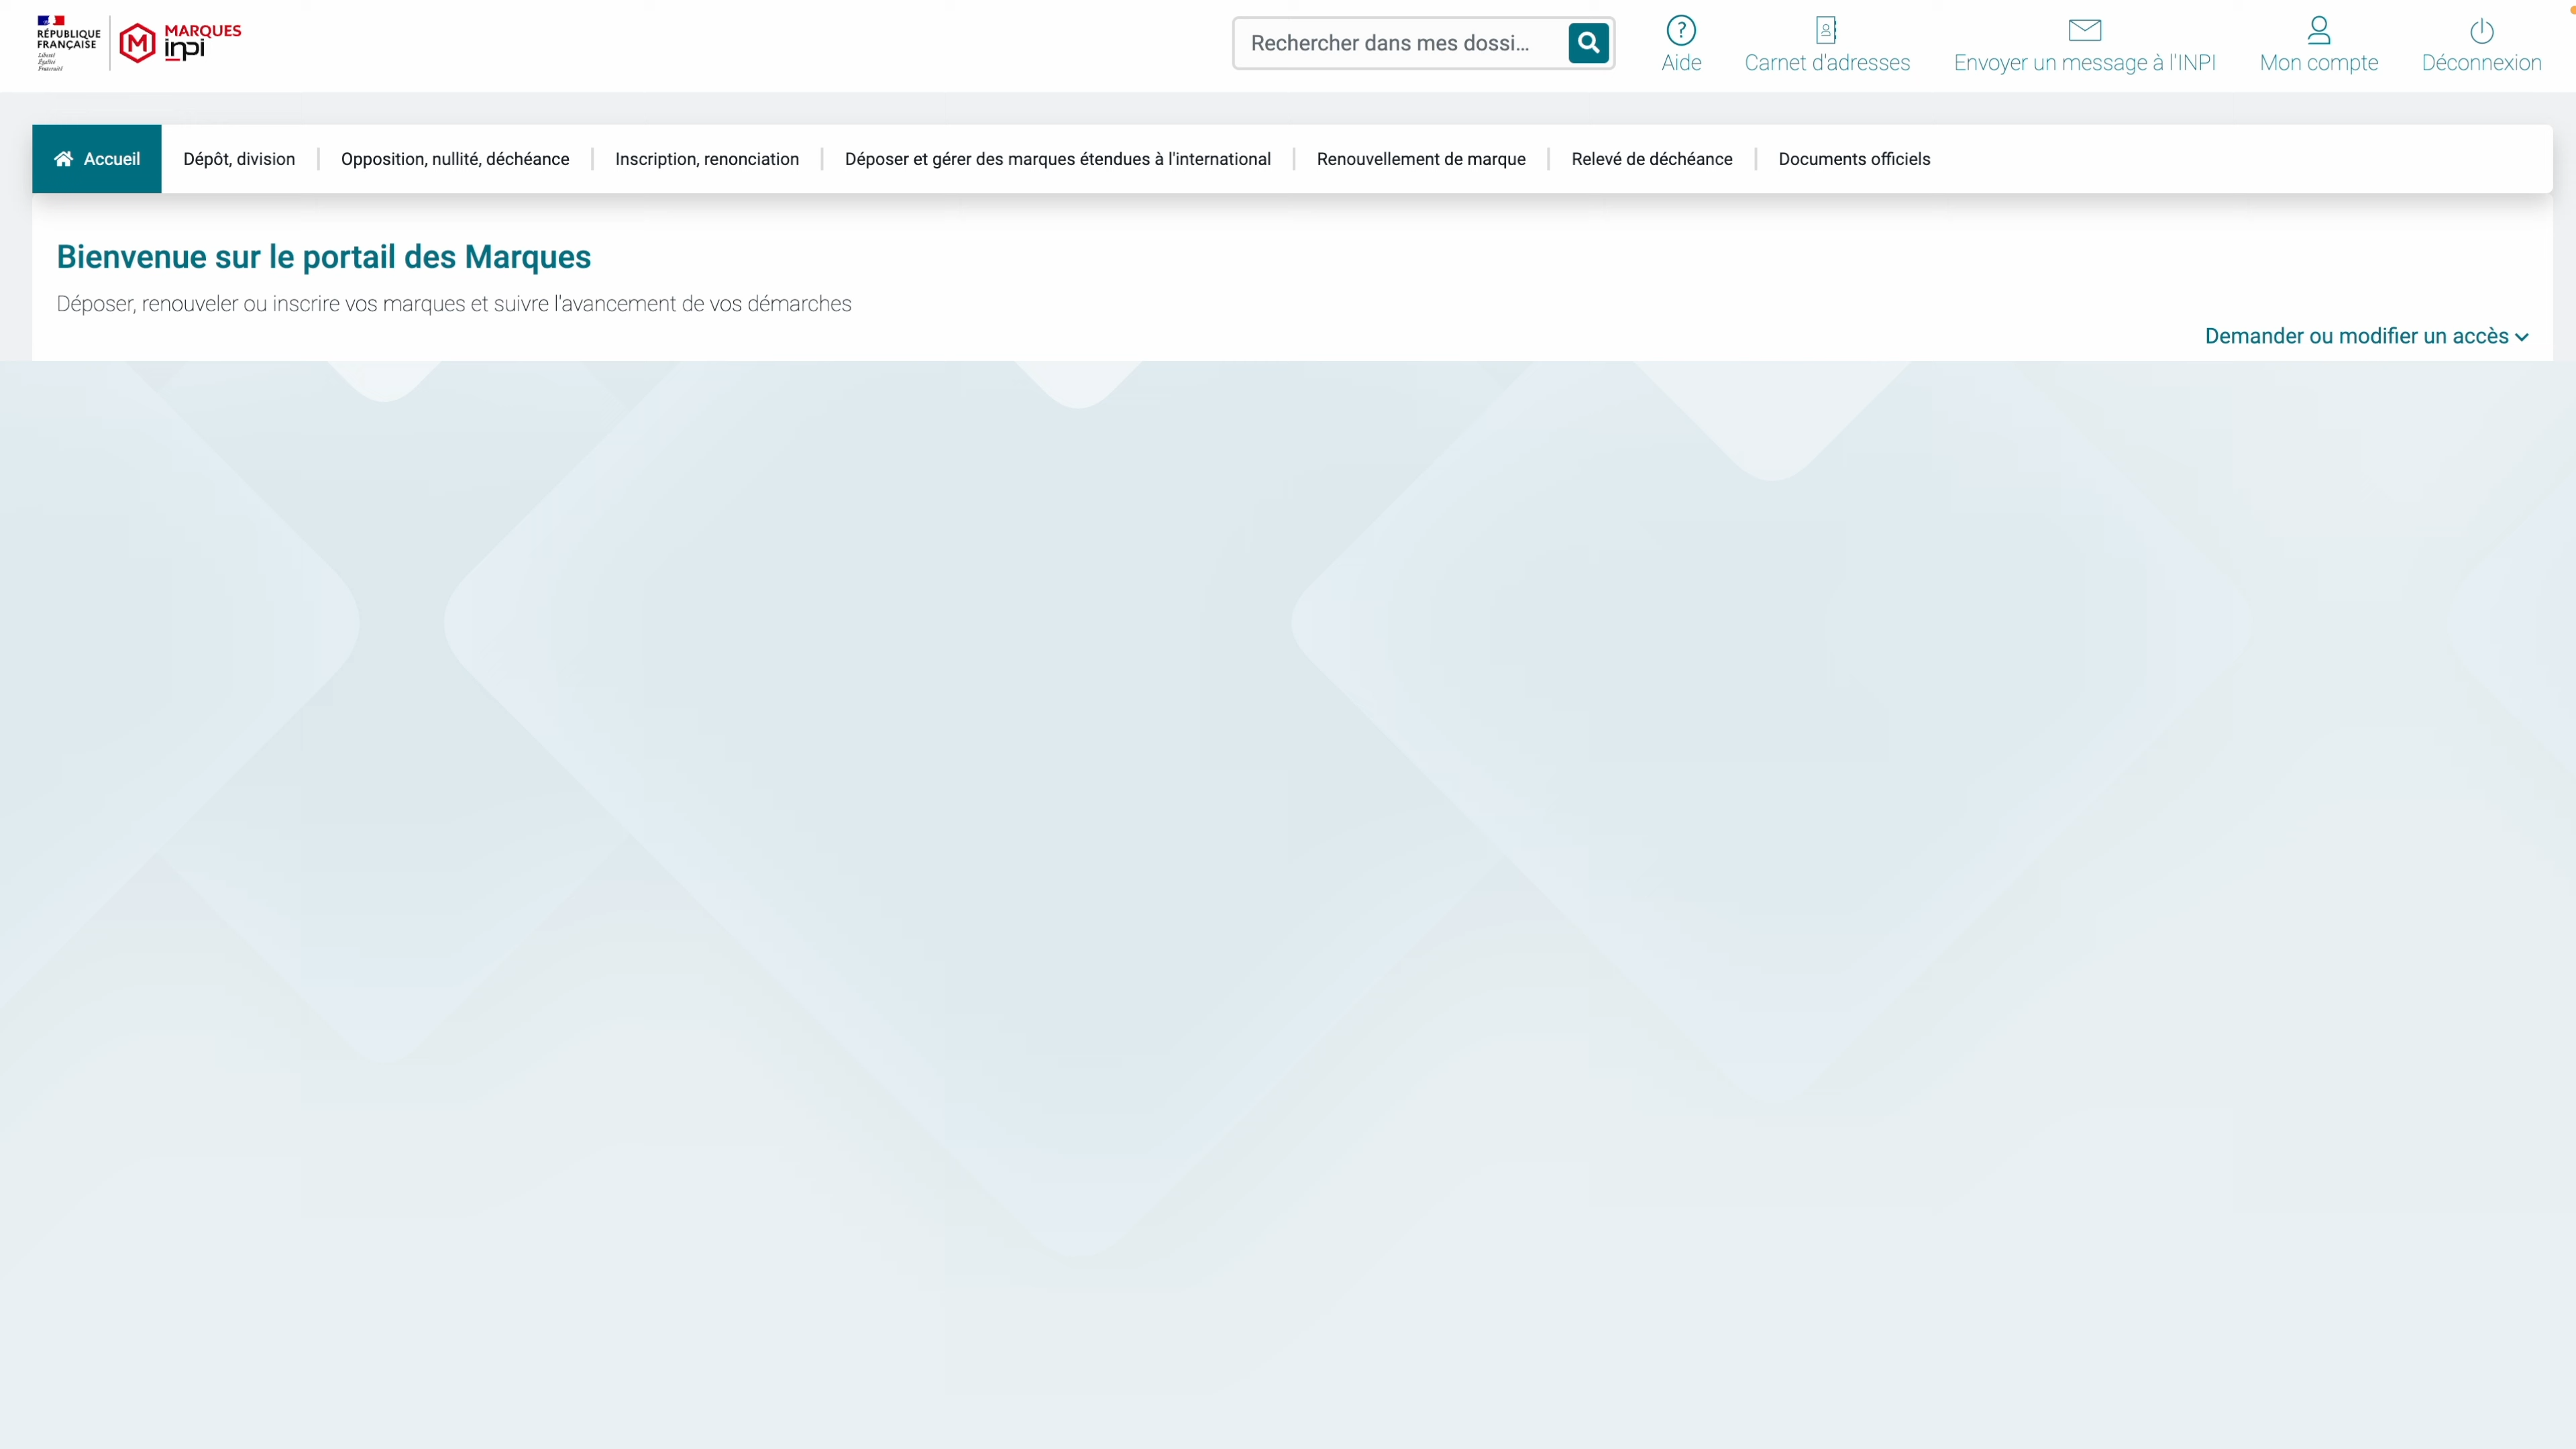 RÉPUBLIQUE
FRANÇAISE
Liberté
Égalité
Fraternité
M
MARQUES
inpi
Rechercher dans mes dossi...
Aide
Carnet d'adresses
Envoyer un message à l'INPI
Mon compte
Déconnexion
Accueil
Dépôt, division
Opposition, nullité, déchéance
Inscription, renonciation
Déposer et gérer des marques étendues à l'international
Renouvellement de marque
Relevé de déchéance
Documents officiels
Bienvenue sur le portail des Marques
Déposer, renouveler ou inscrire vos marques et suivre l'avancement de vos démarches
Demander ou modifier un accès